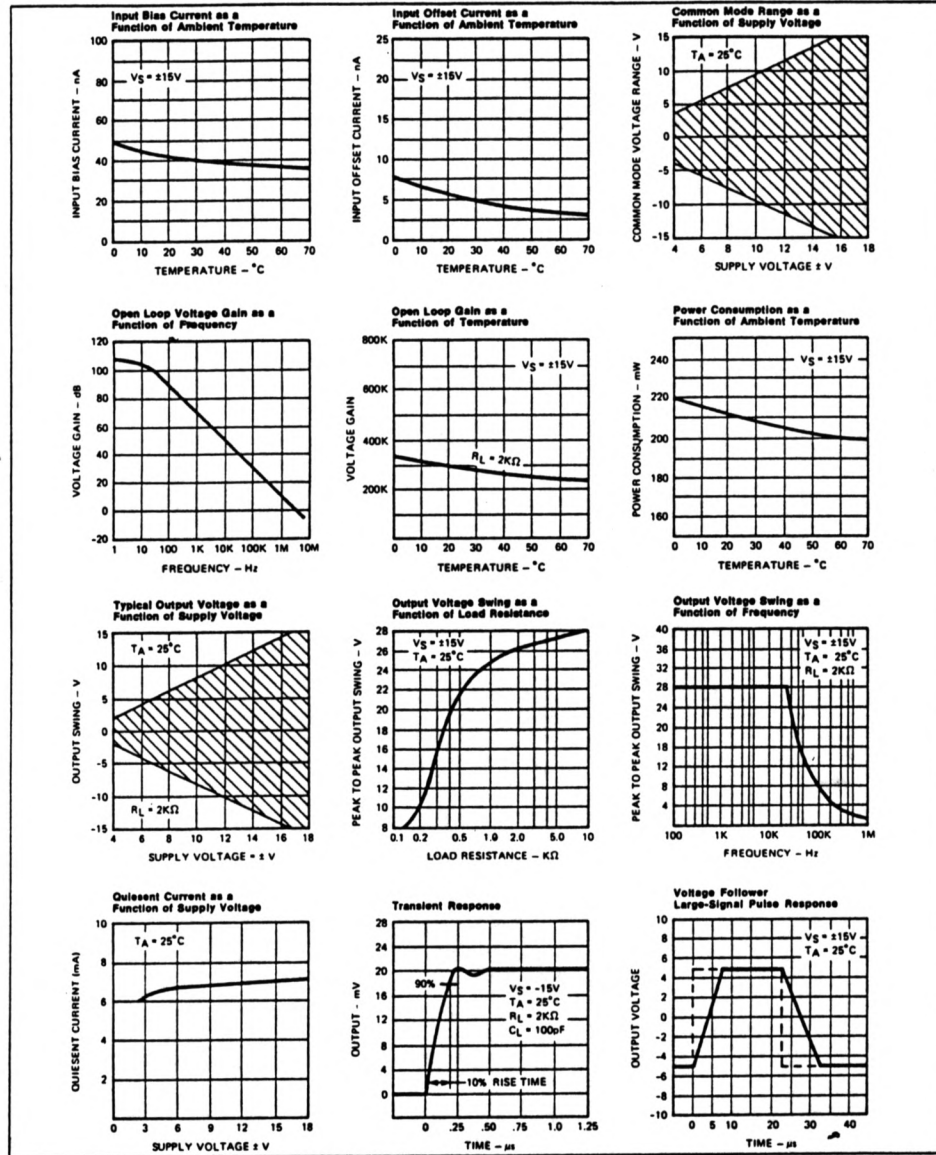 Input Bias Current as a
Function of Ambient Temperature
INPUT BIAS CURRENT – nA
100
80
60
40
20
0
VS = ±15V
0 10 20 30 40 50 60 70
TEMPERATURE – °C
Input Offset Current as a
Function of Ambient Temperature
INPUT OFFSET CURRENT – nA
25
20
15
10
5
0
VS = ±15V
0 10 20 30 40 50 60 70
TEMPERATURE – °C
Common Mode Range as a
Function of Supply Voltage
COMMON MODE VOLTAGE RANGE – V
15
10
5
0
-5
-10
-15
TA = 25°C
4 6 8 10 12 14 16 18
SUPPLY VOLTAGE ± V
Open Loop Voltage Gain as a
Function of Frequency
VOLTAGE GAIN – dB
120
100
80
60
40
20
0
-20
1 10 100 1K 10K 100K 1M 10M
FREQUENCY – Hz
Open Loop Gain as a
Function of Temperature
VOLTAGE GAIN
800K
600K
400K
200K
VS = ±15V
RL = 2KΩ
0 10 20 30 40 50 60 70
TEMPERATURE – °C
Power Consumption as a
Function of Ambient Temperature
POWER CONSUMPTION – mW
240
220
200
180
160
VS = ±15V
0 10 20 30 40 50 60 70
TEMPERATURE – °C
Typical Output Voltage as a
Function of Supply Voltage
OUTPUT SWING – V
15
10
5
0
-5
-10
-15
TA = 25°C
RL = 2KΩ
4 6 8 10 12 14 16 18
SUPPLY VOLTAGE = ± V
Output Voltage Swing as a
Function of Load Resistance
PEAK TO PEAK OUTPUT SWING – V
28
26
24
22
20
18
16
14
12
10
8
VS = ±15V
TA = 25°C
0.1 0.2 0.5 1.0 2.0 5.0 10
LOAD RESISTANCE – KΩ
Output Voltage Swing as a
Function of Frequency
PEAK TO PEAK OUTPUT SWING – V
40
36
32
28
24
20
16
12
8
4
VS = ±15V
TA = 25°C
RL = 2KΩ
100 1K 10K 100K 1M
FREQUENCY – Hz
Quiesent Current as a
Function of Supply Voltage
QUIESENT CURRENT (mA)
10
8
6
4
2
TA = 25°C
0 3 6 9 12 15 18
SUPPLY VOLTAGE ± V
Transient Response
OUTPUT – mV
28
24
20
16
12
8
4
0
90%
VS = -15V
TA = 25°C
RL = 2KΩ
CL = 100pF
10% RISE TIME
0 .25 .50 .75 1.0 1.25
TIME – µs
Voltage Follower
Large-Signal Pulse Response
OUTPUT VOLTAGE
8
6
4
2
0
-2
-4
-6
-8
-10
VS = ±15V
TA = 25°C
0 5 10 20 30 40
TIME – µs